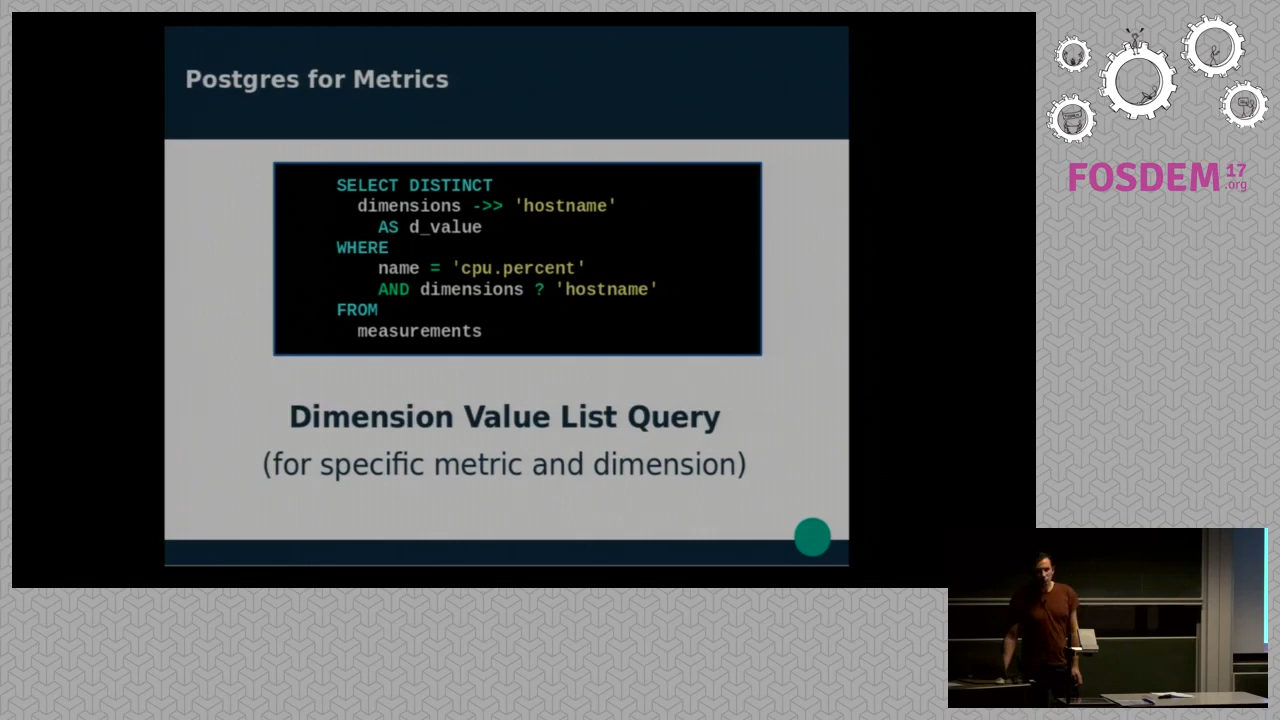 Postgres for Metrics
SELECT DISTINCT
dimensions ->> 'hostname'
AS d_value
WHERE
name = 'cpu.percent'
AND dimensions ? 'hostname'
FROM
measurements
Dimension Value List Query
(for specific metric and dimension)
FOSDEM 17
.org